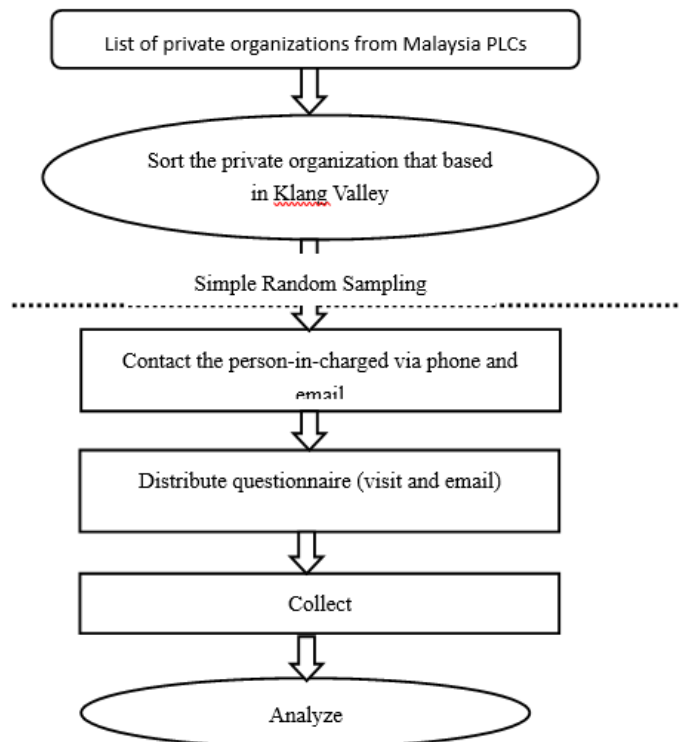 List of private organizations from Malaysia PLCs
Sort the private organization that based
in Klang Valley
Simple Random Sampling
Contact the person-in-charged via phone and
email
Distribute questionnaire (visit and email)
Collect
Analyze